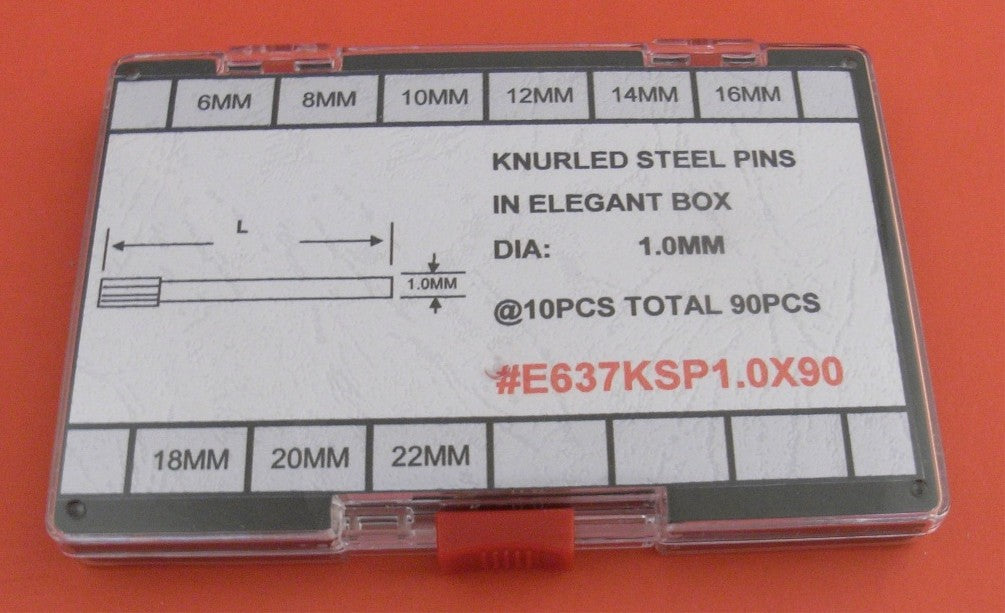 6MM 8MM 10MM 12MM 14MM 16MM
KNURLED STEEL PINS
IN ELEGANT BOX
DIA: 1.0MM
@10PCS TOTAL 90PCS
#E637KSP1.0X90
L
1.0MM
18MM 20MM 22MM